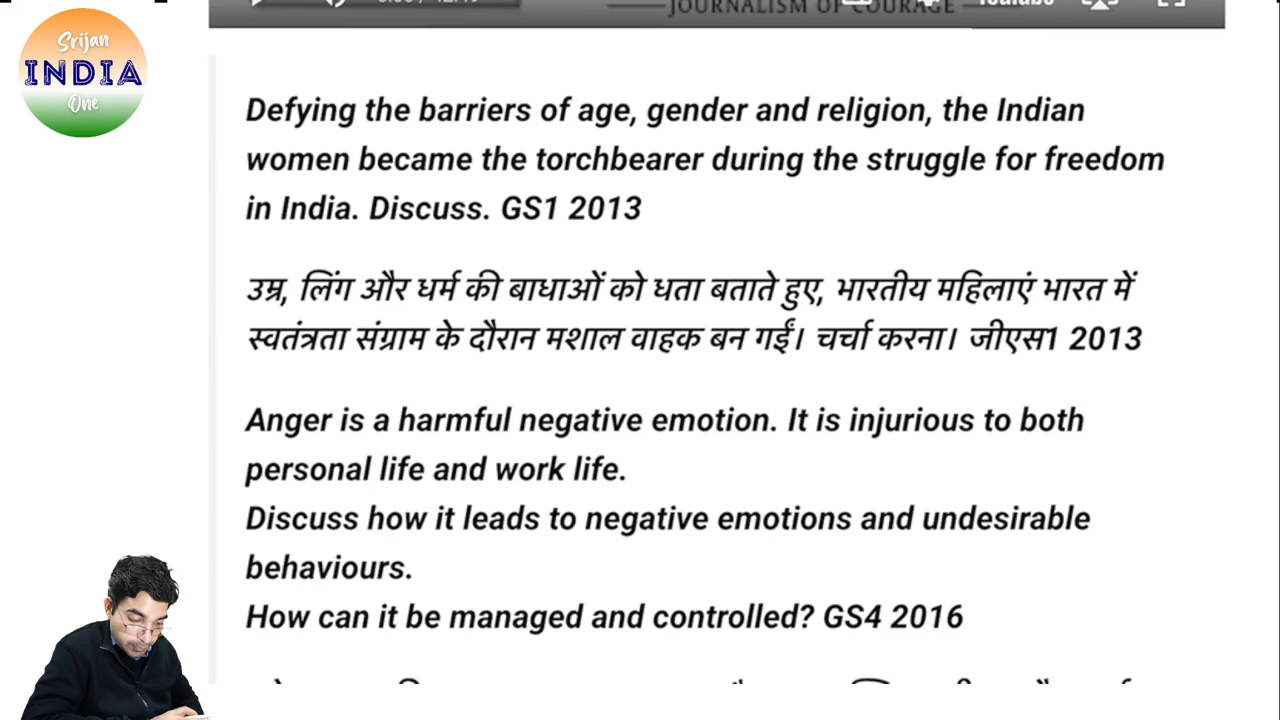 JOURNALISM OF COURAGE
YouTube
Srijan
INDIA
One
Defying the barriers of age, gender and religion, the Indian
women became the torchbearer during the struggle for freedom
in India. Discuss. GS1 2013
उम्र, लिंग और धर्म की बाधाओं को धता बताते हुए, भारतीय महिलाएं भारत में
स्वतंत्रता संग्राम के दौरान मशाल वाहक बन गईं। चर्चा करना। जीएस1 2013
Anger is a harmful negative emotion. It is injurious to both
personal life and work life.
Discuss how it leads to negative emotions and undesirable
behaviours.
How can it be managed and controlled? GS4 2016